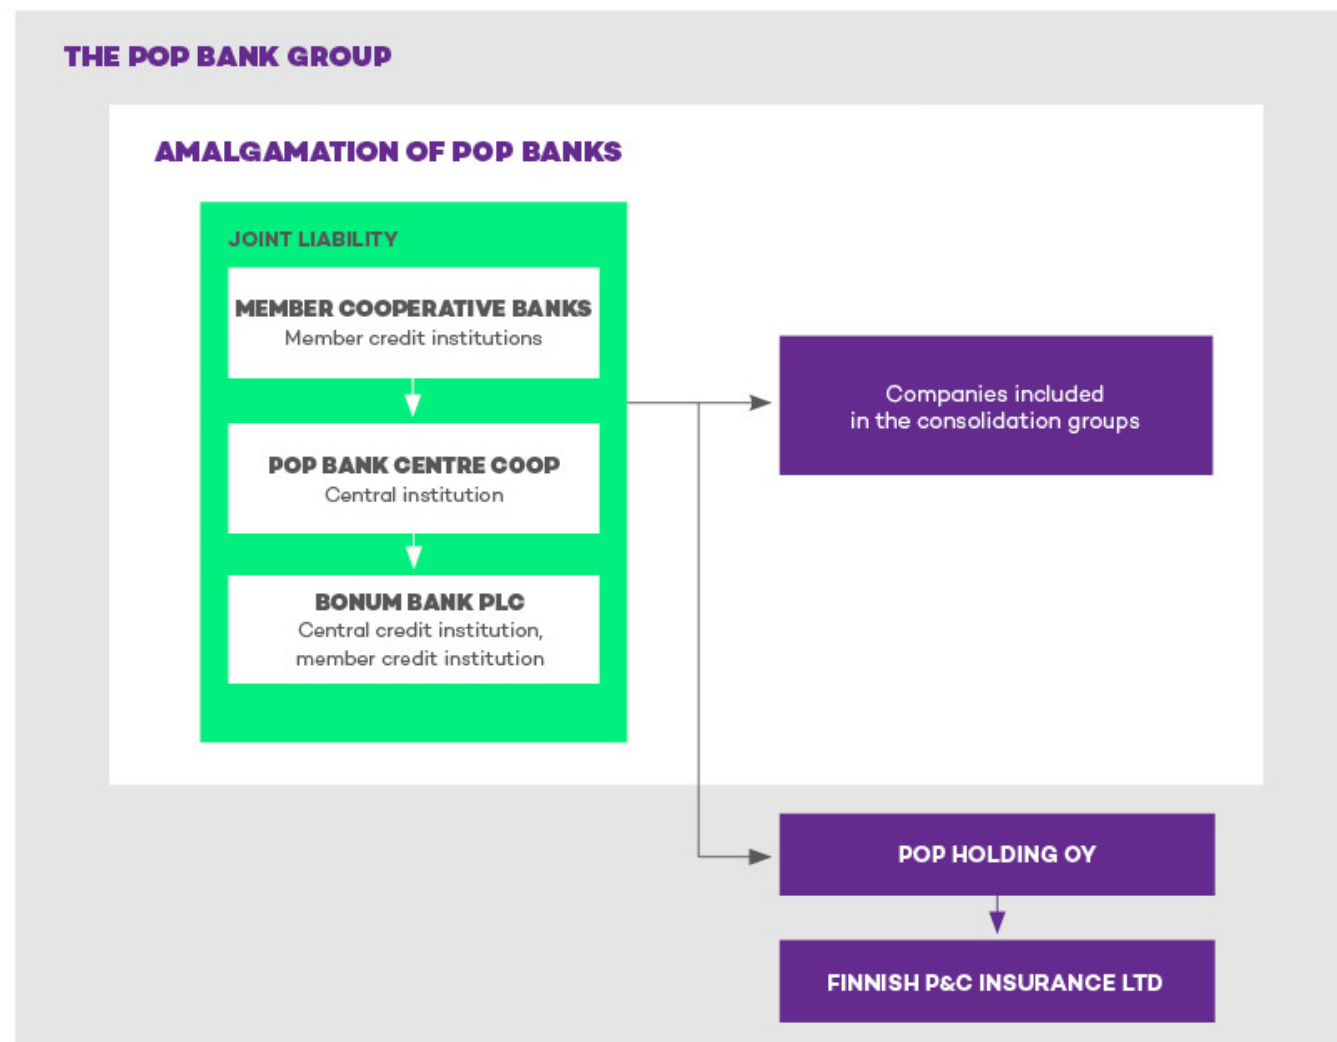 THE POP BANK GROUP
AMALGAMATION OF POP BANKS
JOINT LIABILITY
MEMBER COOPERATIVE BANKS
Member credit institutions
POP BANK CENTRE COOP
Central institution
BONUM BANK PLC
Central credit institution,
member credit institution
Companies included
in the consolidation groups
POP HOLDING OY
FINNISH P&C INSURANCE LTD